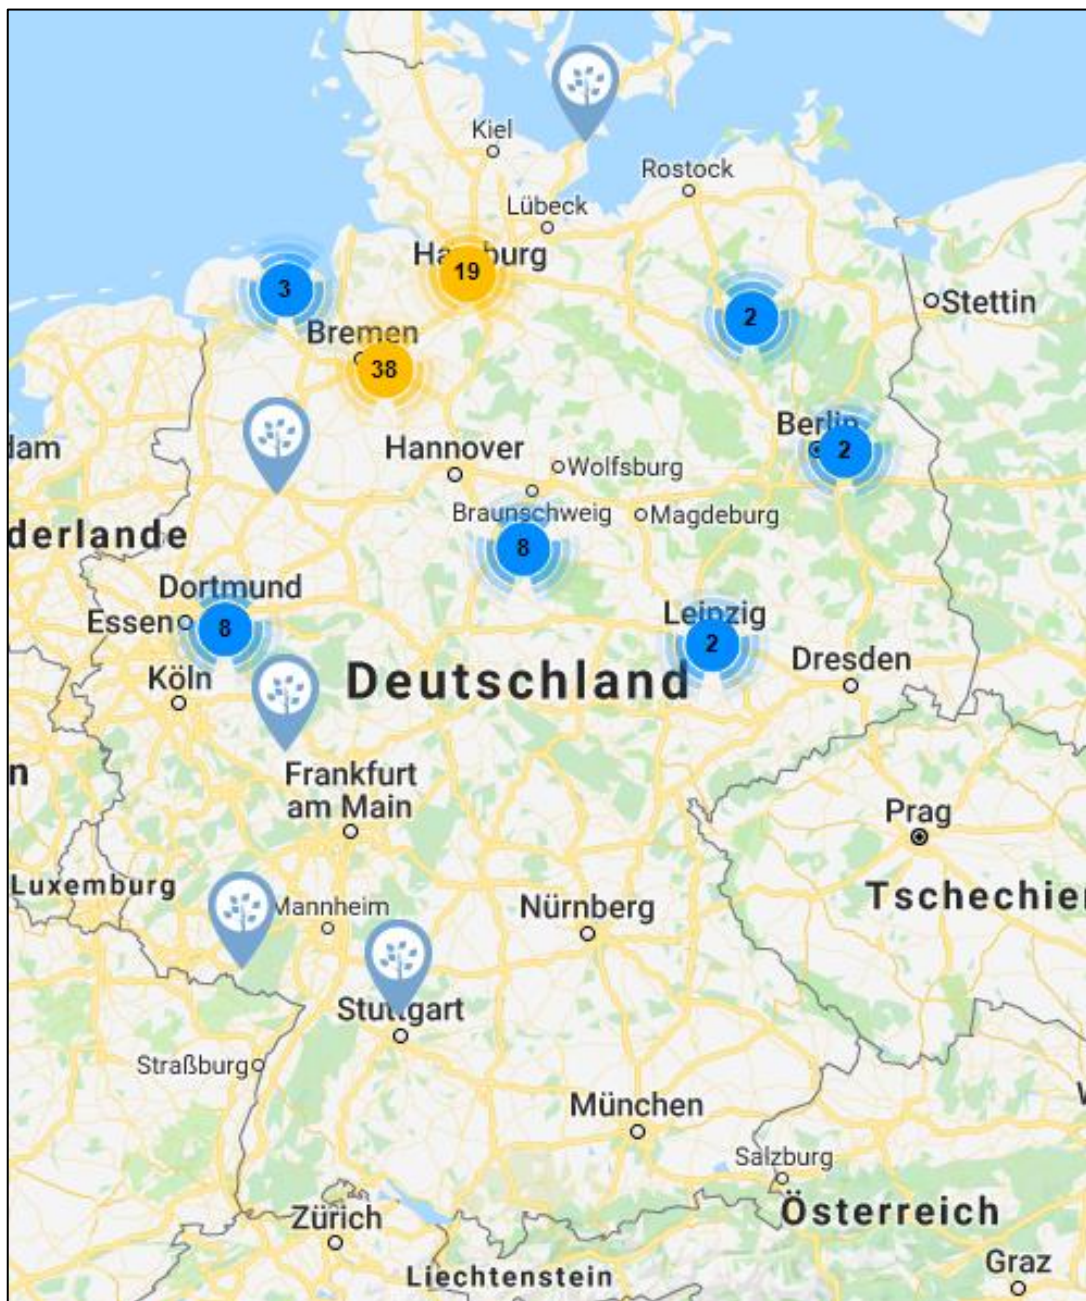 Kiel
Rostock
Lübeck
Hamburg
19
3
Stettin
2
Bremen
38
Berlin
2
dam
Hannover
Wolfsburg
Braunschweig
Magdeburg
derlande
8
Dortmund
Essen
8
Leipzig
2
Dresden
Köln
Deutschland
n
Frankfurt
am Main
Prag
Luxemburg
Tschechien
Mannheim
Nürnberg
Stuttgart
Straßburg
München
Salzburg
Zürich
Österreich
Graz
Liechtenstein